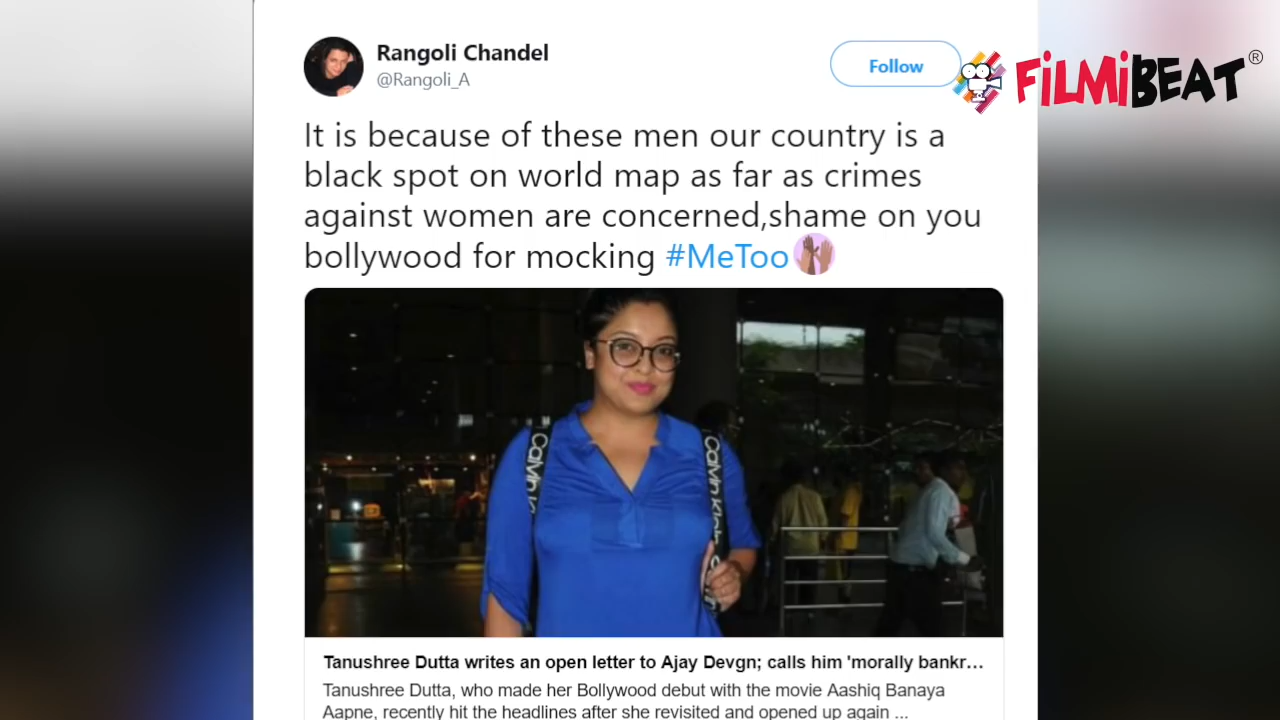 Rangoli Chandel
@Rangoli_A
Follow
FiLMiBEAT®
It is because of these men our country is a
black spot on world map as far as crimes
against women are concerned,shame on you
bollywood for mocking #MeToo
Calvin K
Calvin Klein
Tanushree Dutta writes an open letter to Ajay Devgn; calls him 'morally bankr...
Tanushree Dutta, who made her Bollywood debut with the movie Aashiq Banaya
Aapne, recently hit the headlines after she revisited and opened up again ...